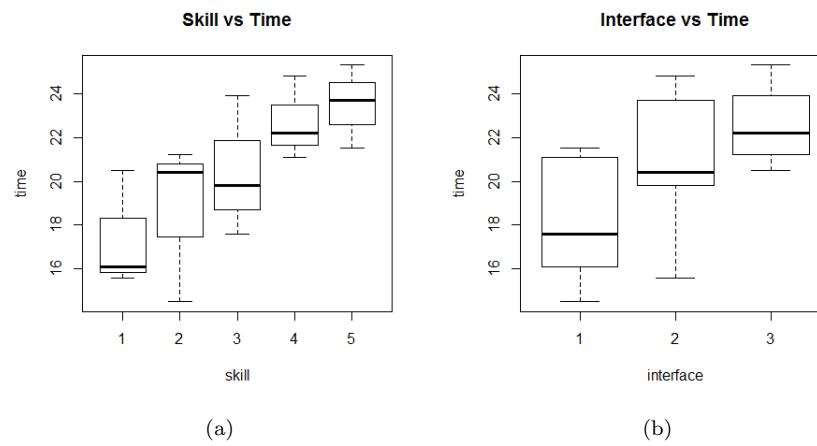 Skill vs Time
time
24
22
20
18
16
1 2 3 4 5
skill
(a)
Interface vs Time
time
24
22
20
18
16
1 2 3
interface
(b)